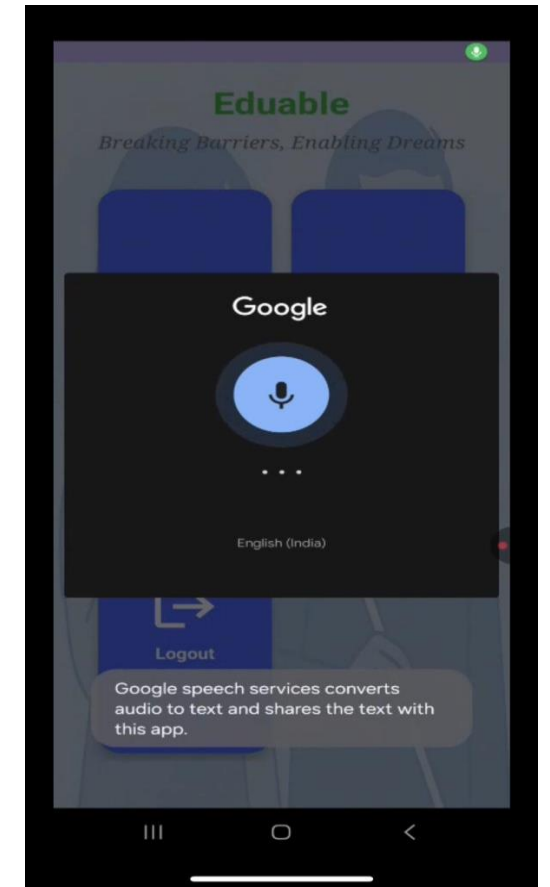 Eduable
Breaking Barriers, Enabling Dreams
Google
...
English (India)
Logout
Google speech services converts
audio to text and shares the text with
this app.